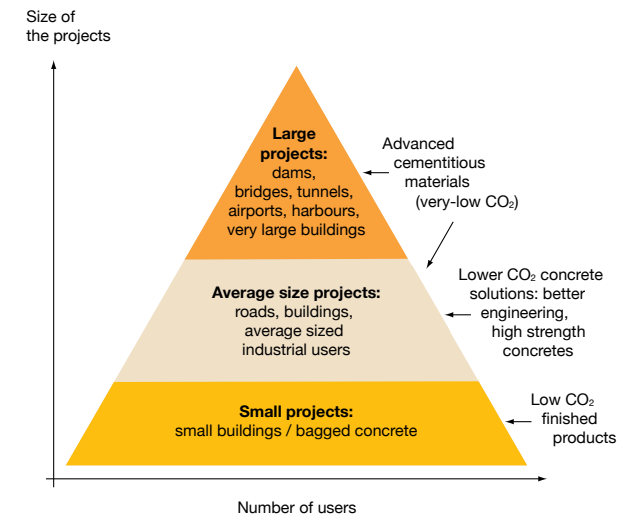 Size of
the projects
Large
projects:
dams,
bridges, tunnels,
airports, harbours,
very large buildings
Advanced
cementitious
materials
(very-low CO₂)
Average size projects:
roads, buildings,
average sized
industrial users
Lower CO₂ concrete
solutions: better
engineering,
high strength
concretes
Small projects:
small buildings / bagged concrete
Low CO₂
finished
products
Number of users